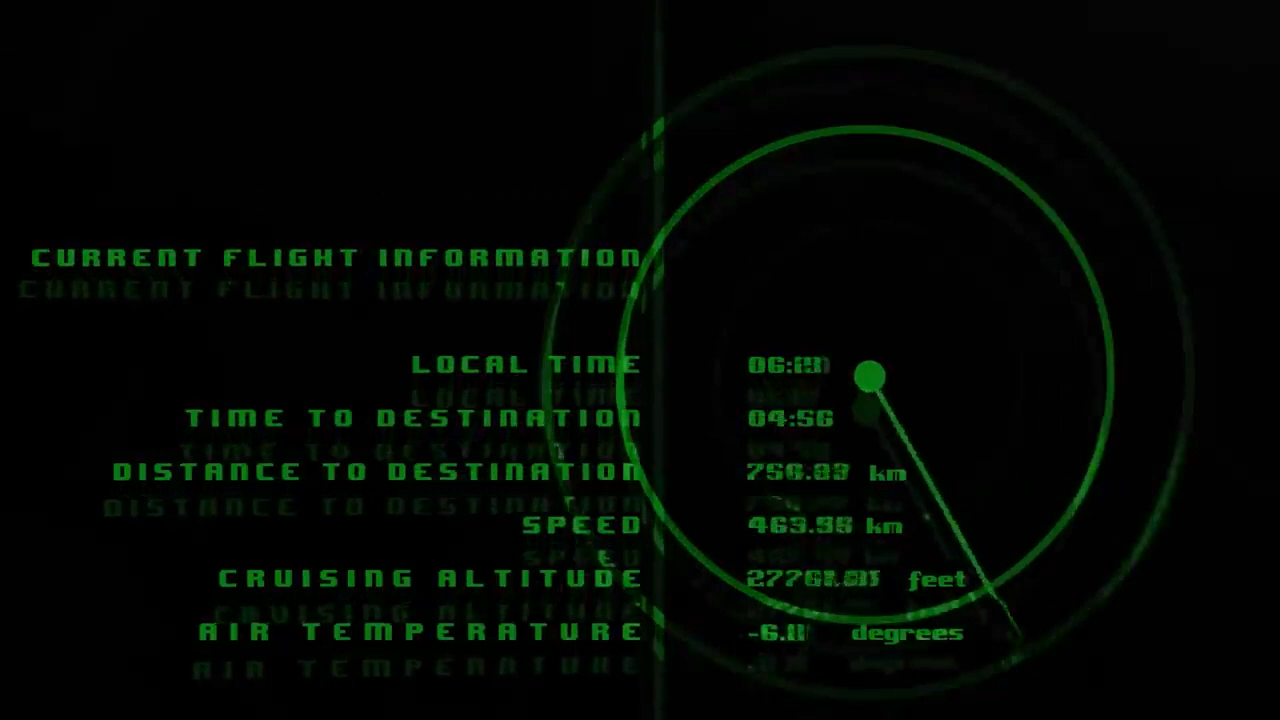 CURRENT FLIGHT INFORMATION
LOCAL TIME
TIME TO DESTINATION 04:56
DISTANCE TO DESTINATION km
SPEED km
CRUISING ALTITUDE feet
AIR TEMPERATURE degrees